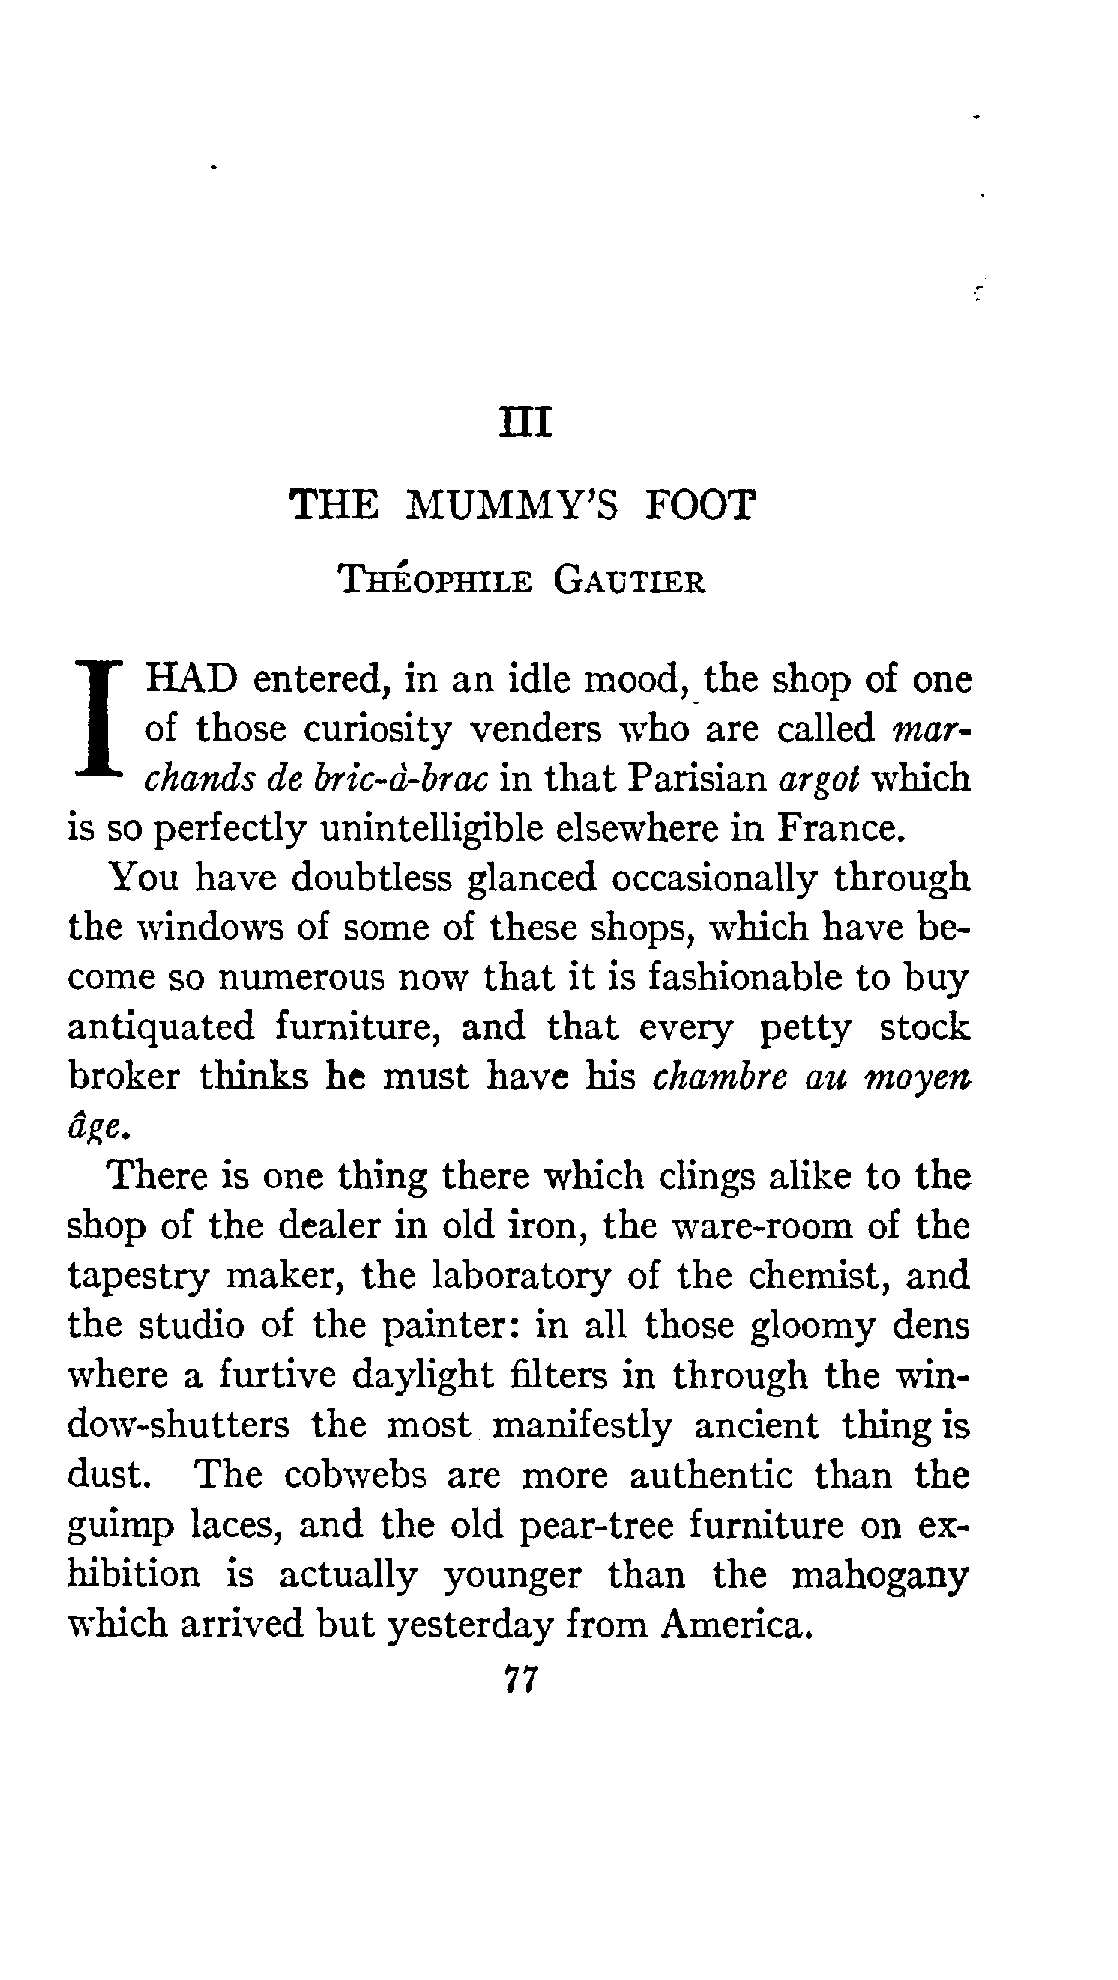 III
THE MUMMY'S FOOT
THÉOPHILE GAUTIER
I HAD entered, in an idle mood, the shop of one
of those curiosity venders who are called mar-
chands de bric-à-brac in that Parisian argot which
is so perfectly unintelligible elsewhere in France.
You have doubtless glanced occasionally through
the windows of some of these shops, which have be-
come so numerous now that it is fashionable to buy
antiquated furniture, and that every petty stock
broker thinks he must have his chambre au moyen
âge.
There is one thing there which clings alike to the
shop of the dealer in old iron, the ware-room of the
tapestry maker, the laboratory of the chemist, and
the studio of the painter: in all those gloomy dens
where a furtive daylight filters in through the win-
dow-shutters the most manifestly ancient thing is
dust. The cobwebs are more authentic than the
guimp laces, and the old pear-tree furniture on ex-
hibition is actually younger than the mahogany
which arrived but yesterday from America.
77